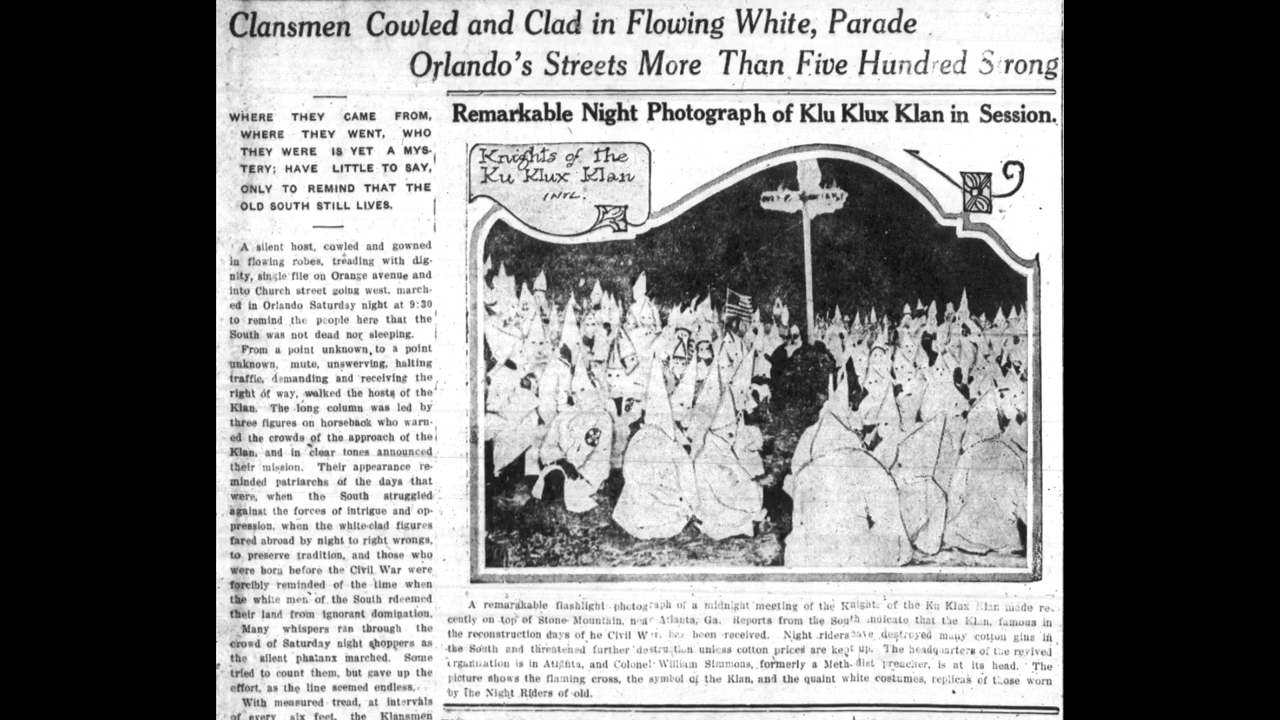 Clansmen Cowled and Clad in Flowing White, Parade
Orlando's Streets More Than Five Hundred Strong
WHERE THEY CAME FROM,
WHERE THEY WENT, WHO
THEY WERE IS YET A MYS-
TERY; HAVE LITTLE TO SAY,
ONLY TO REMIND THAT THE
OLD SOUTH STILL LIVES.
A silent host, cowled and gowned
in flowing robes, treading with dig-
nity, single file on Orange avenue and
into Church street going west, march-
ed in Orlando Saturday night at 9:30
to remind the people here that the
South was not dead nor sleeping.
From a point unknown to a point
unknown, mute, unswerving, halting
traffic, demanding and receiving the
right of way, walked the hosts of the
Klan. The long column was led by
three figures on horseback who warn-
ed the crowds of the approach of the
Klan, and in clear tones announced
their mission. Their appearance re-
minded patriarchs of the days that
were, when the South struggled
against the forces of intrigue and op-
pression, when the white-clad figures
fared abroad by night to right wrongs,
to preserve tradition, and those who
were born before the Civil War were
forcibly reminded of the time when
the white men of the South rdeemed
their land from ignorant domination.
Many whispers ran through the
crowd of Saturday night shoppers as
the silent phalanx marched. Some
tried to count them, but gave up the
effort, as the line seemed endless.
With measured tread, at intervals
of every six feet, the Klansmen
Remarkable Night Photograph of Klu Klux Klan in Session.
Knights of the
Ku Klux Klan
INTL.
A remarakable flashlight photograph of a midnight meeting of the Knights of the Ku Klux Klan made re-
cently on top of Stone Mountain, near Atlanta, Ga. Reports from the South indicate that the Klan, famous in
the reconstruction days of he Civil War, has been received. Night riders have destroyed many cotton gins in
the South and threatened further destruction unless cotton prices are kept up. The headquarters of the revived
organization is in Atlanta, and Colonel William Simmons, formerly a Methodist preacher, is at its head. The
picture shows the flaming cross, the symbol of the Klan, and the quaint white costumes, replicas of those worn
by the Night Riders of old.